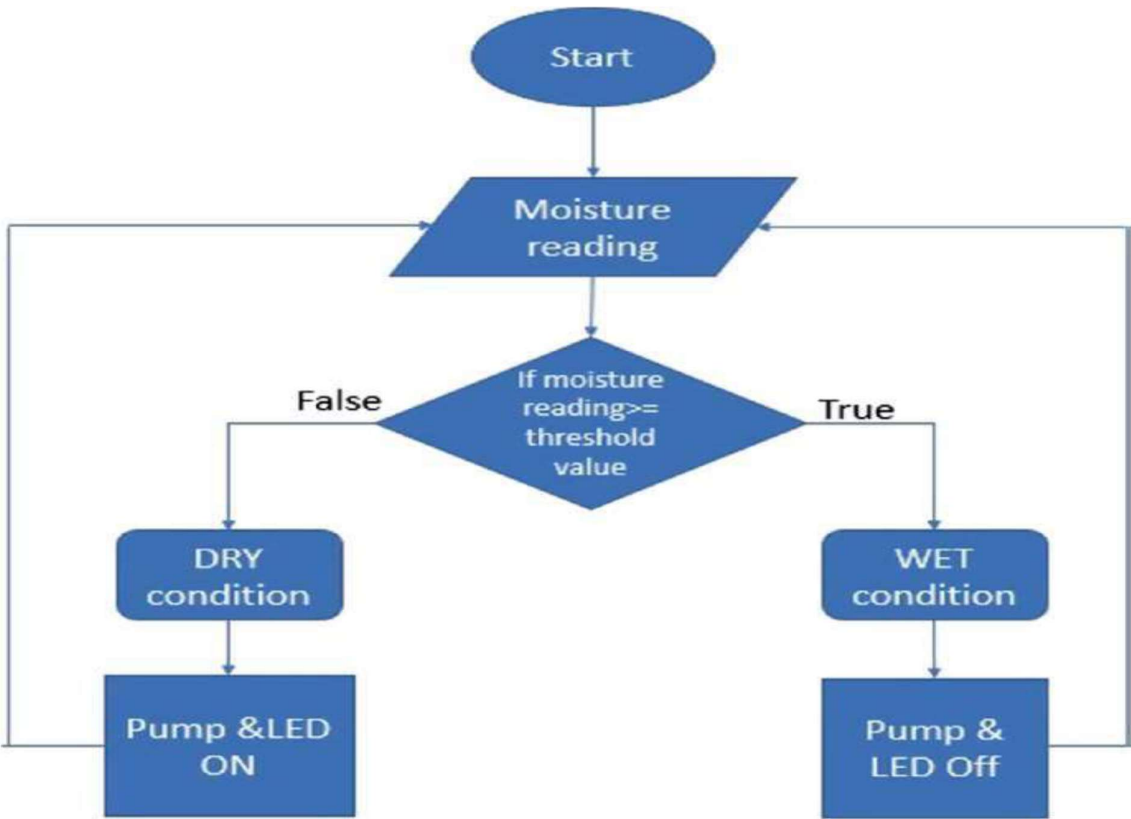 Start
Moisture
reading
If moisture
reading>=
threshold
value
False
True
DRY
condition
WET
condition
Pump &LED
ON
Pump &
LED Off